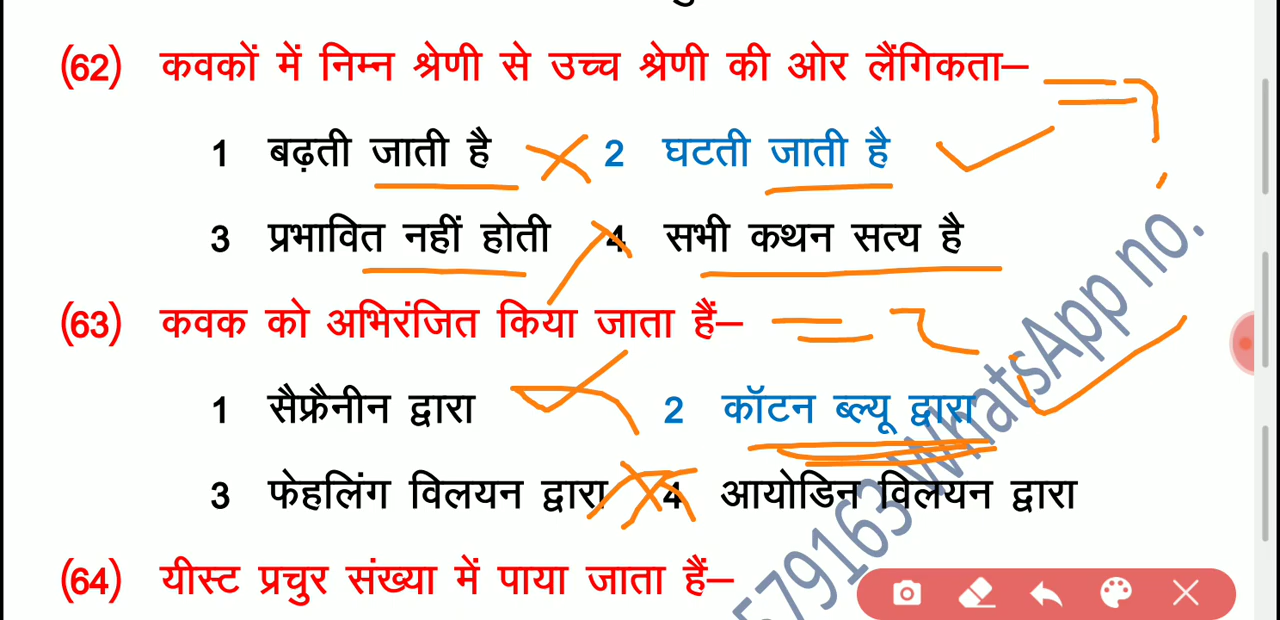 (62) कवकों में निम्न श्रेणी से उच्च श्रेणी की ओर लैंगिकता–
1 बढ़ती जाती है 2 घटती जाती है
3 प्रभावित नहीं होती 4 सभी कथन सत्य है
(63) कवक को अभिरंजित किया जाता हैं–
1 सैफ्रैनीन द्वारा 2 कॉटन ब्ल्यू द्वारा
3 फेहलिंग विलयन द्वारा 4 आयोडिन विलयन द्वारा
(64) यीस्ट प्रचुर संख्या में पाया जाता हैं–
579163 WhatsApp no.